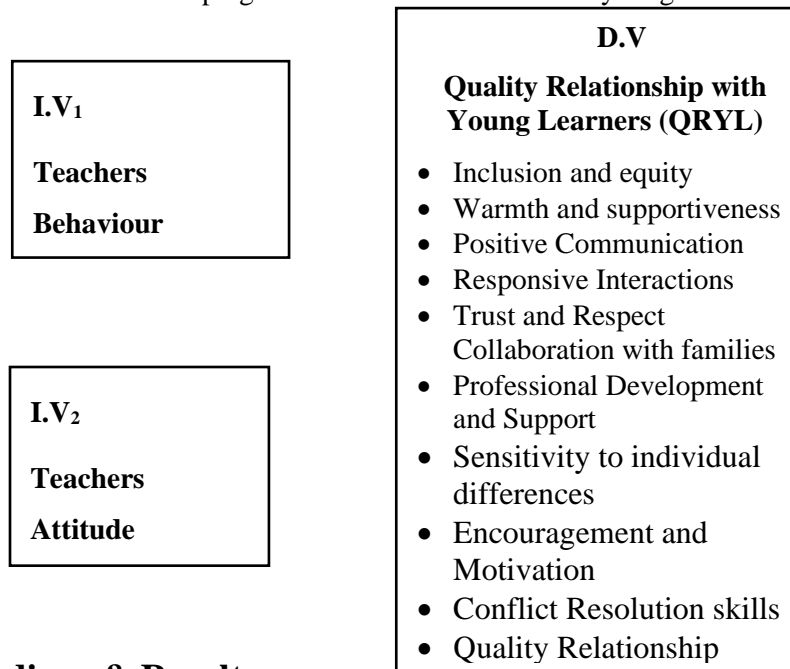 I.V1
Teachers
Behaviour
I.V2
Teachers
Attitude
D.V
Quality Relationship with
Young Learners (QRYL)
• Inclusion and equity
• Warmth and supportiveness
• Positive Communication
• Responsive Interactions
• Trust and Respect
Collaboration with families
• Professional Development
and Support
• Sensitivity to individual
differences
• Encouragement and
Motivation
• Conflict Resolution skills
• Quality Relationship